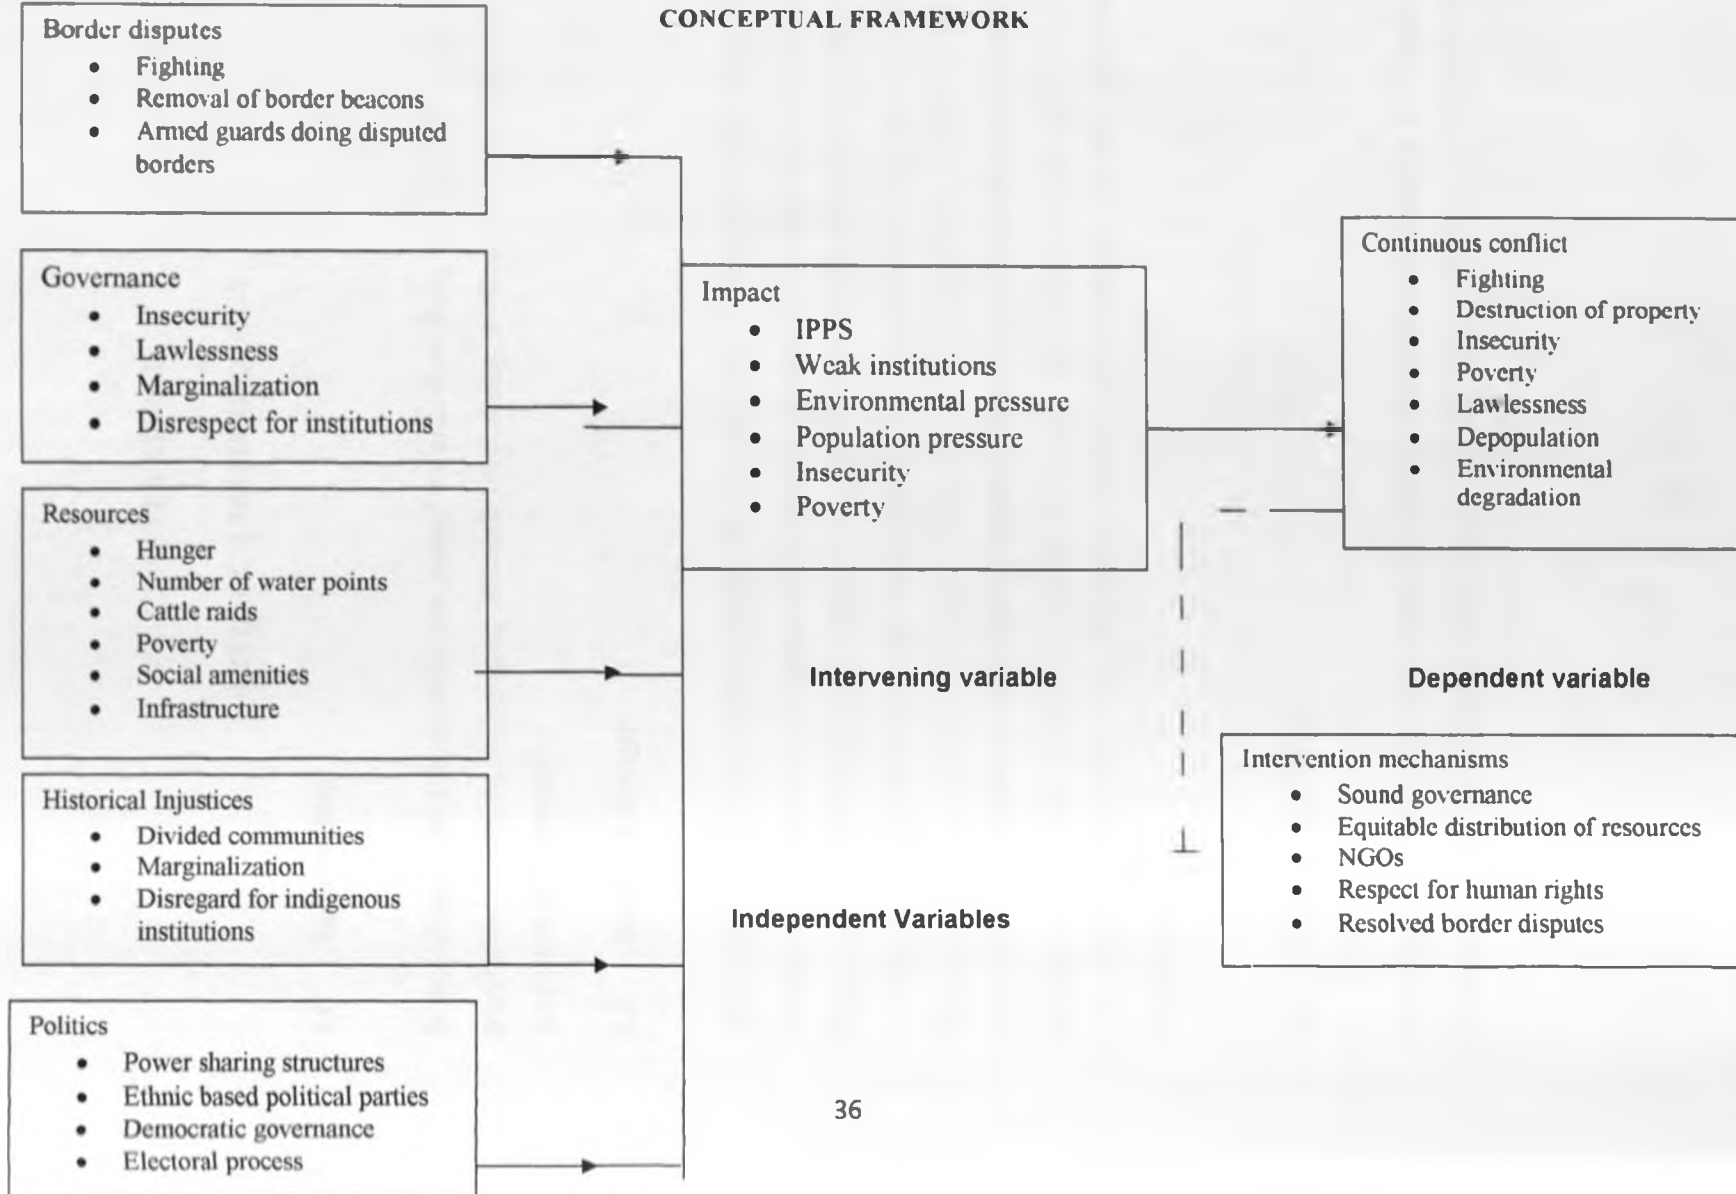 CONCEPTUAL FRAMEWORK
Border disputes
• Fighting
• Removal of border beacons
• Armed guards doing disputed
borders
Governance
• Insecurity
• Lawlessness
• Marginalization
• Disrespect for institutions
Resources
• Hunger
• Number of water points
• Cattle raids
• Poverty
• Social amenities
• Infrastructure
Historical Injustices
• Divided communities
• Marginalization
• Disregard for indigenous
institutions
Politics
• Power sharing structures
• Ethnic based political parties
• Democratic governance
• Electoral process
Impact
• IPPS
• Weak institutions
• Environmental pressure
• Population pressure
• Insecurity
• Poverty
Intervening variable
Independent Variables
Continuous conflict
• Fighting
• Destruction of property
• Insecurity
• Poverty
• Lawlessness
• Depopulation
• Environmental
degradation
Dependent variable
Intervention mechanisms
• Sound governance
• Equitable distribution of resources
• NGOs
• Respect for human rights
• Resolved border disputes
36